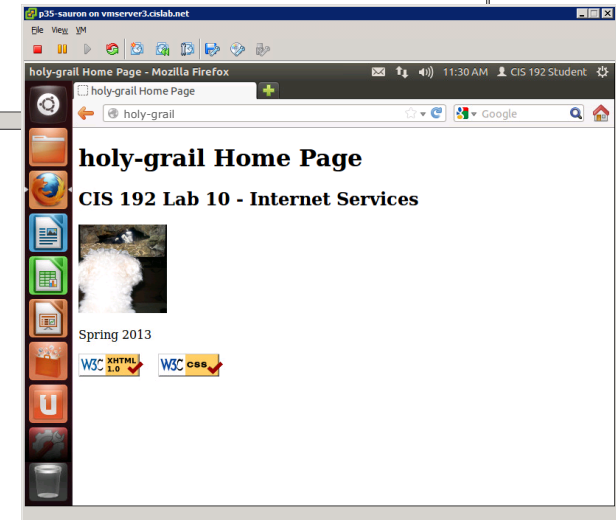 p35-sauron on vmserver3.cislab.net
File View VM
holy-grail Home Page - Mozilla Firefox 11:30 AM CIS 192 Student
holy-grail Home Page
holy-grail Google
holy-grail Home Page
CIS 192 Lab 10 - Internet Services
Spring 2013
W3C XHTML 1.0 W3C css